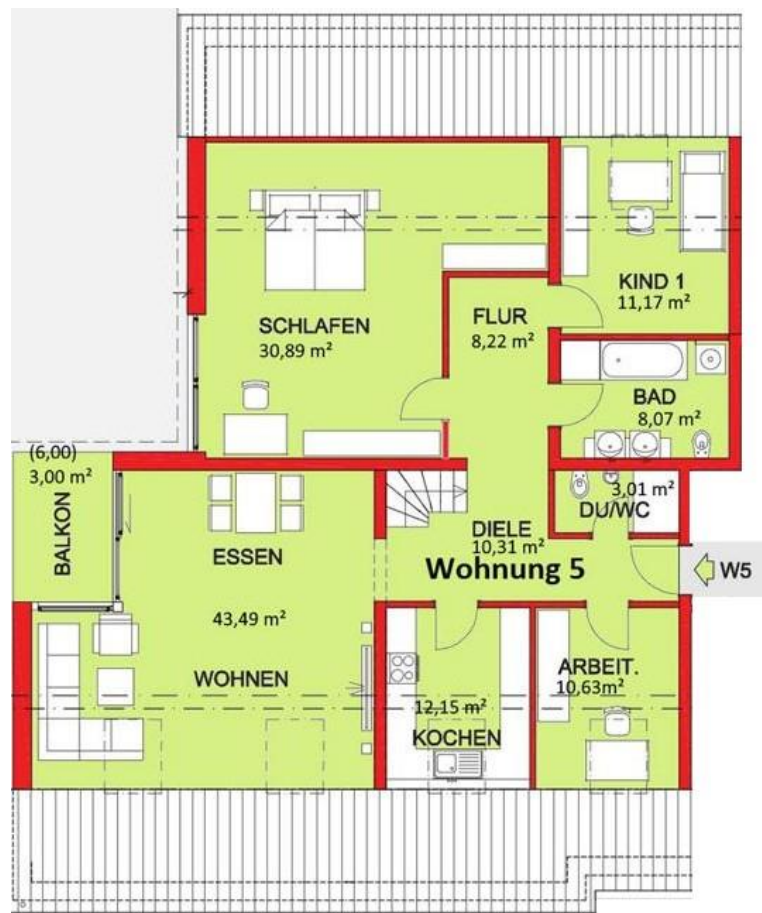 KIND 1
11,17 m²
FLUR
8,22 m²
SCHLAFEN
30,89 m²
BAD
8,07 m²
(6,00)
3,00 m²
BALKON
3,01 m²
DU/WC
DIELE
10,31 m²
ESSEN
Wohnung 5
W5
43,49 m²
WOHNEN
ARBEIT.
10,63m²
12,15 m²
KOCHEN